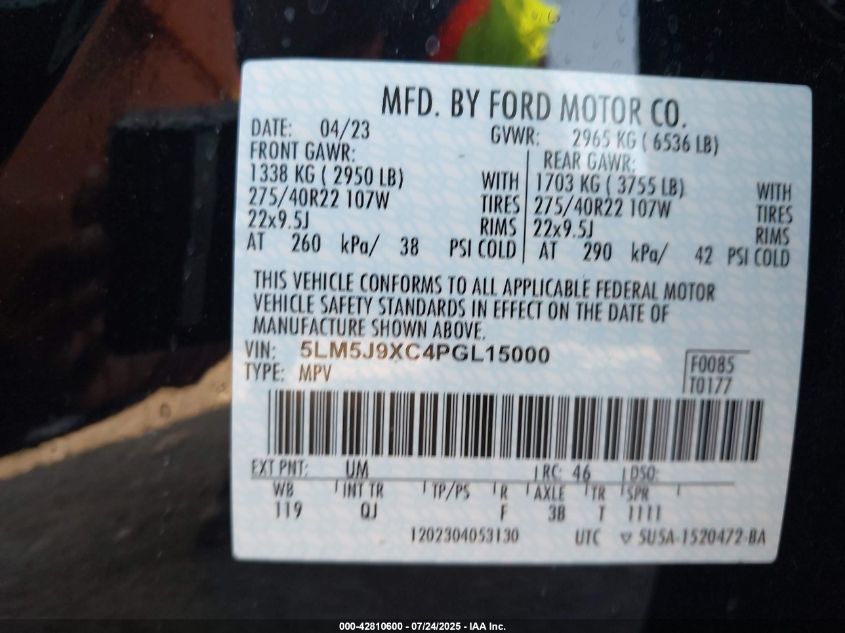 MFD. BY FORD MOTOR CO.
DATE: 04/23 GVWR: 2965 KG ( 6536 LB)
FRONT GAWR: REAR GAWR:
1338 KG ( 2950 LB) WITH 1703 KG ( 3755 LB) WITH
275/40R22 107W TIRES 275/40R22 107W TIRES
22x9.5J RIMS 22x9.5J RIMS
AT 260 kPa/ 38 PSI COLD AT 290 kPa/ 42 PSI COLD
THIS VEHICLE CONFORMS TO ALL APPLICABLE FEDERAL MOTOR
VEHICLE SAFETY STANDARDS IN EFFECT ON THE DATE OF
MANUFACTURE SHOWN ABOVE.
VIN: 5LM5J9XC4PGL15000 F0085
TYPE: MPV T0177
EXT PNT: UM RC: 46 DSO:
WB INT TR TP/PS R AXLE TR SPR
119 QJ F 3B T 1111
1202304053130 UTC ▽ 5U5A-1520472-BA
000-42810600 / 07/24/2025 - IAA Inc.